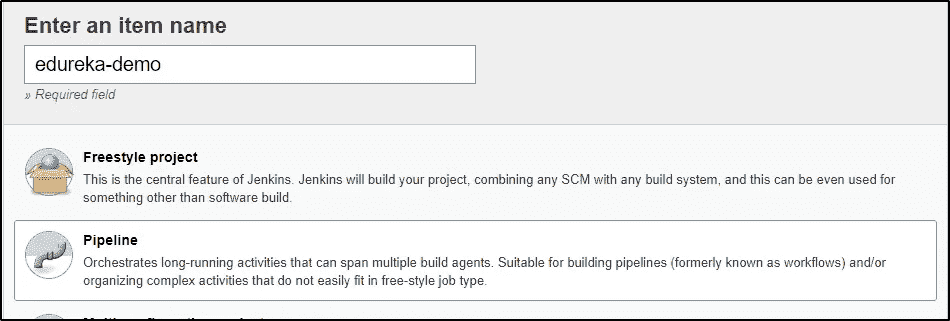 Enter an item name
edureka-demo
» Required field
Freestyle project
This is the central feature of Jenkins. Jenkins will build your project, combining any SCM with any build system, and this can be even used for
something other than software build.
Pipeline
Orchestrates long-running activities that can span multiple build agents. Suitable for building pipelines (formerly known as workflows) and/or
organizing complex activities that do not easily fit in free-style job type.